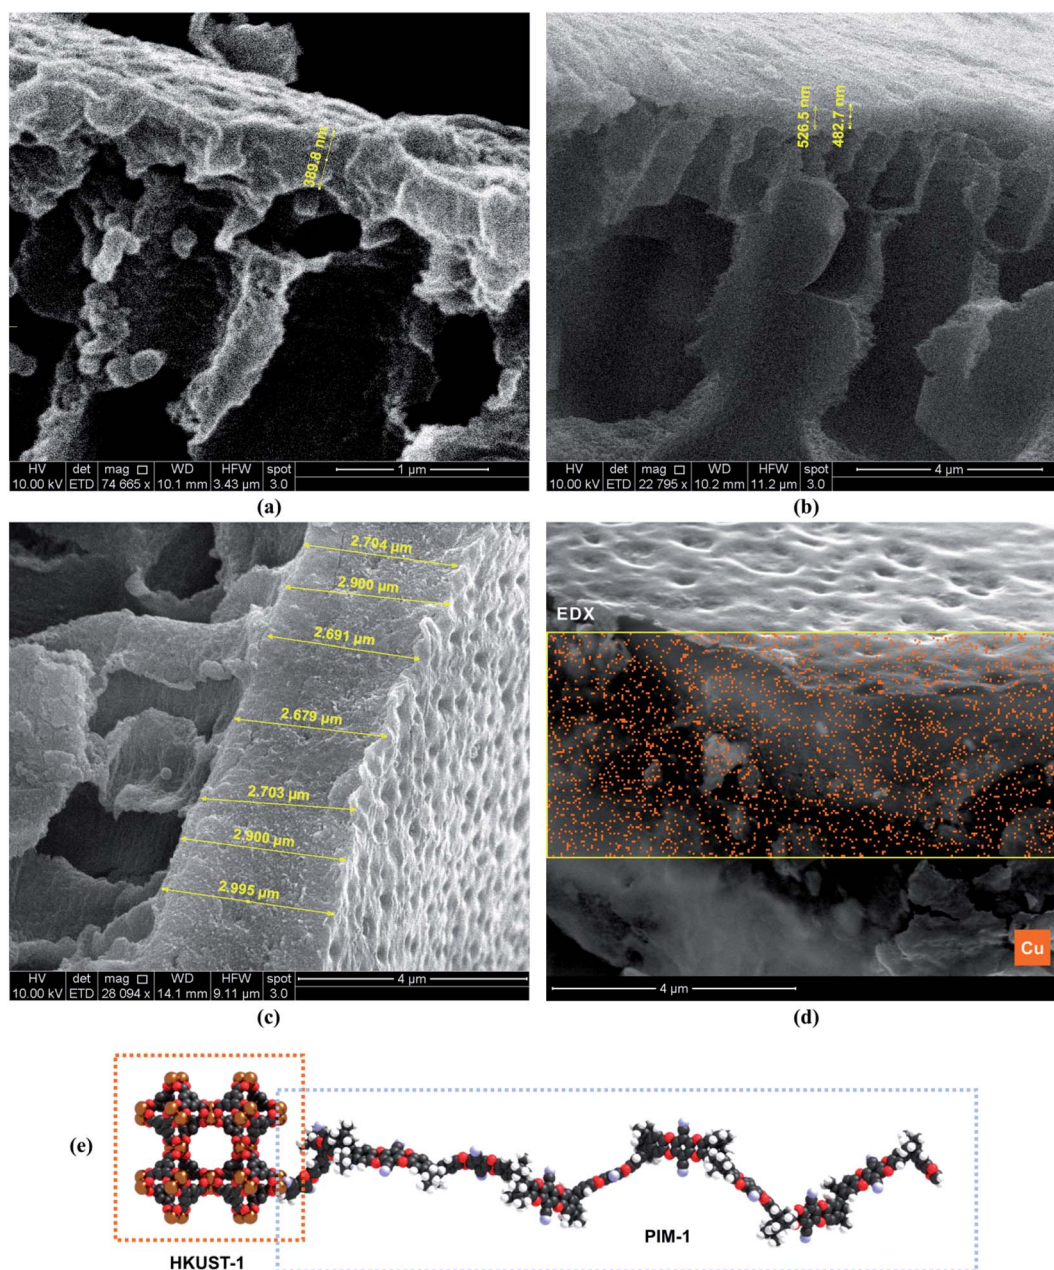 389.8 nm
HV det mag □ WD HFW spot
10.00 kV ETD 74 665 x 10.1 mm 3.43 µm 3.0 1 µm
(a)
526.5 nm
482.7 nm
HV det mag □ WD HFW spot
10.00 kV ETD 22 795 x 10.2 mm 11.2 µm 3.0 4 µm
(b)
2.704 µm
2.900 µm
2.691 µm
2.679 µm
2.703 µm
2.900 µm
2.995 µm
HV det mag □ WD HFW spot
10.00 kV ETD 28 094 x 14.1 mm 9.11 µm 3.0 4 µm
(c)
EDX
Cu
4 µm
(d)
(e)
HKUST-1
PIM-1